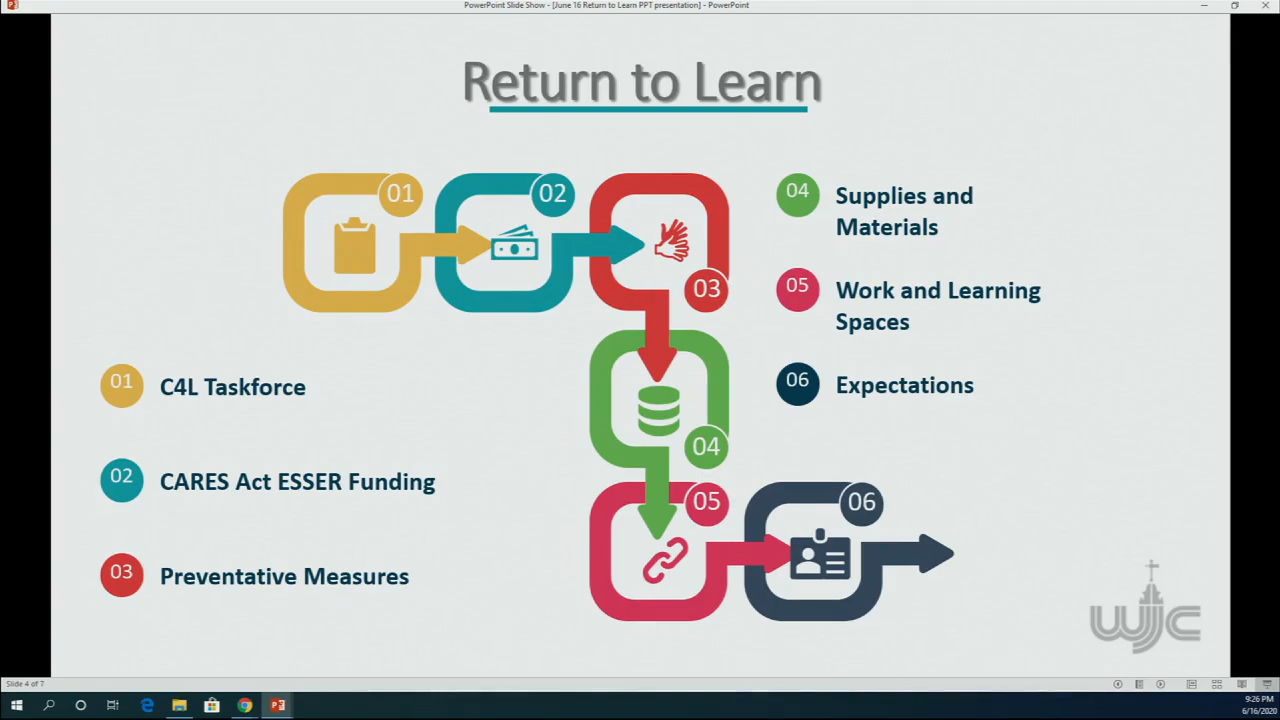 PowerPoint Slide Show - [June 16 Return to Learn PPT presentation] - PowerPoint
Return to Learn
01
02
03
04
05
06
01 C4L Taskforce
02 CARES Act ESSER Funding
03 Preventative Measures
04 Supplies and
Materials
05 Work and Learning
Spaces
06 Expectations
wjc
Slide 4 of 7
9:26 PM
6/16/2020